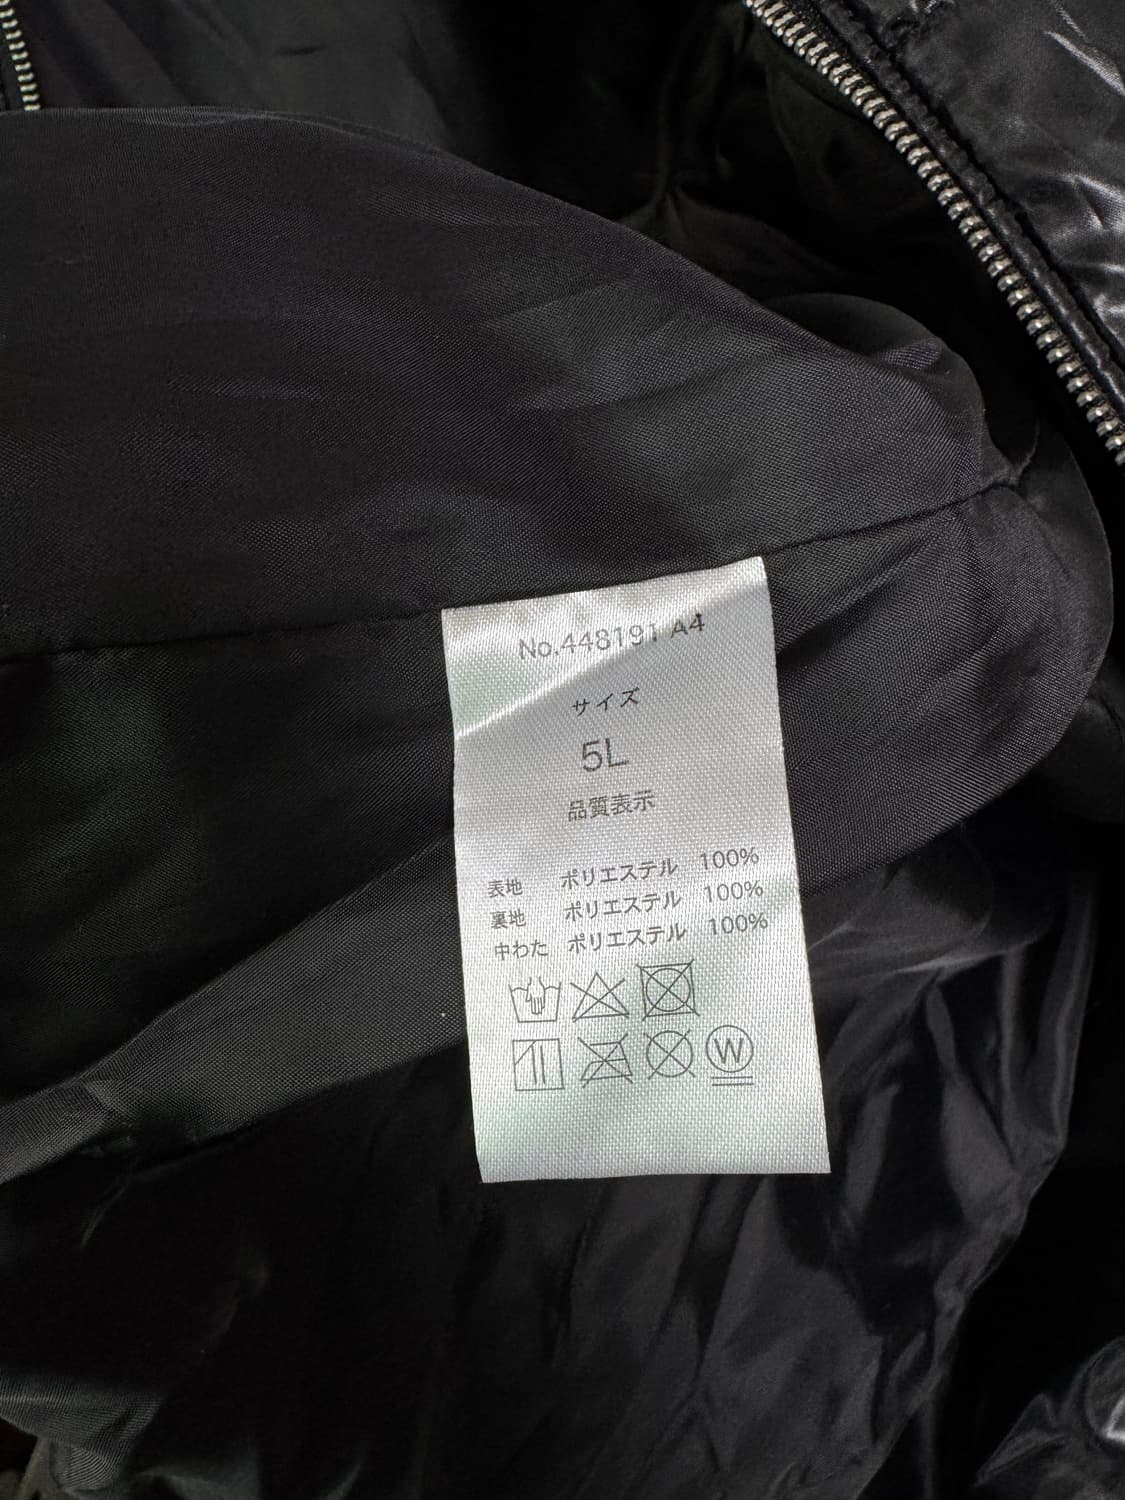 No.448191 A4
サイズ
5L
品質表示
表地 ポリエステル 100%
裏地 ポリエステル 100%
中わた ポリエステル 100%
W